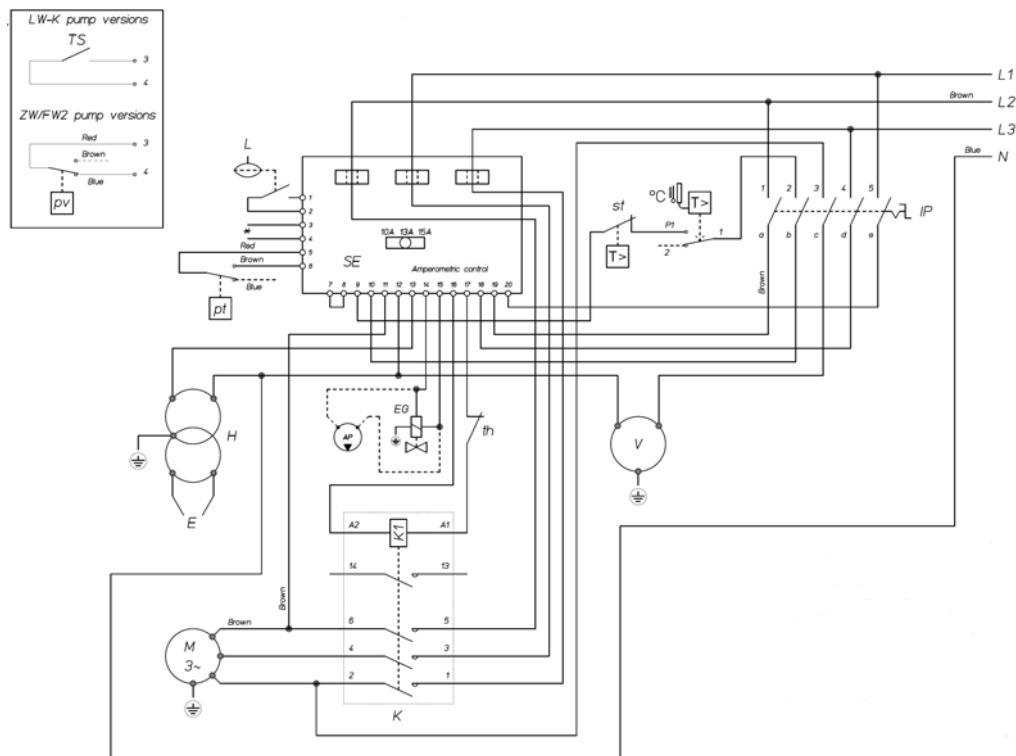 LW-K pump versions
TS
3
4
ZW/FW2 pump versions
Red
3
Brown
Blue
4
pv
L1
Brown L2
L3
Blue N
L
1
2
3
4
5
6
*
Red
Brown
Blue
pt
10A 13A 15A
SE
Amperometric control
7 8 9 10 11 12 13 14 15 16 17 18 19 20
st
T>
°C
T>
P1
1
2
1 2 3 4 5
IP
a b c d e
Brown
H
E
AP
EG
th
V
A2 K1 A1
14 13
Brown
Brown
6 5
4 3
2 1
M
3~
K